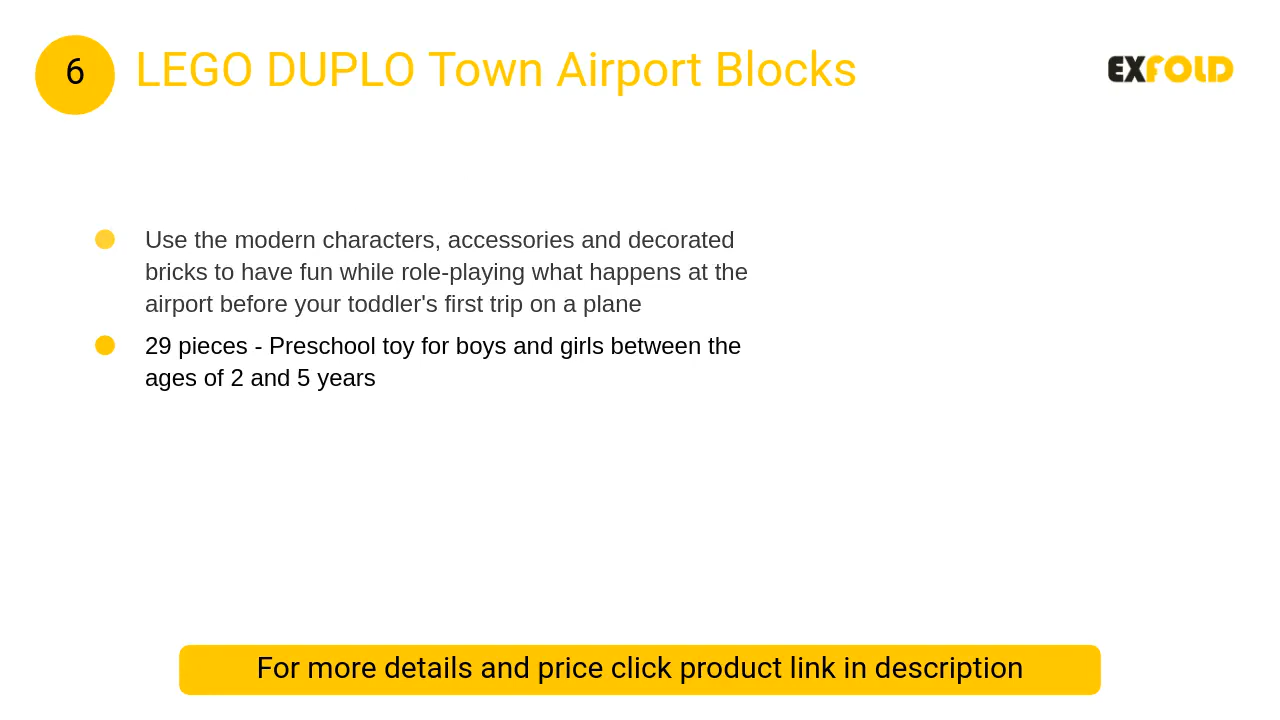 6
LEGO DUPLO Town Airport Blocks
EXFOLD
Use the modern characters, accessories and decorated
bricks to have fun while role-playing what happens at the
airport before your toddler's first trip on a plane
29 pieces - Preschool toy for boys and girls between the
ages of 2 and 5 years
For more details and price click product link in description